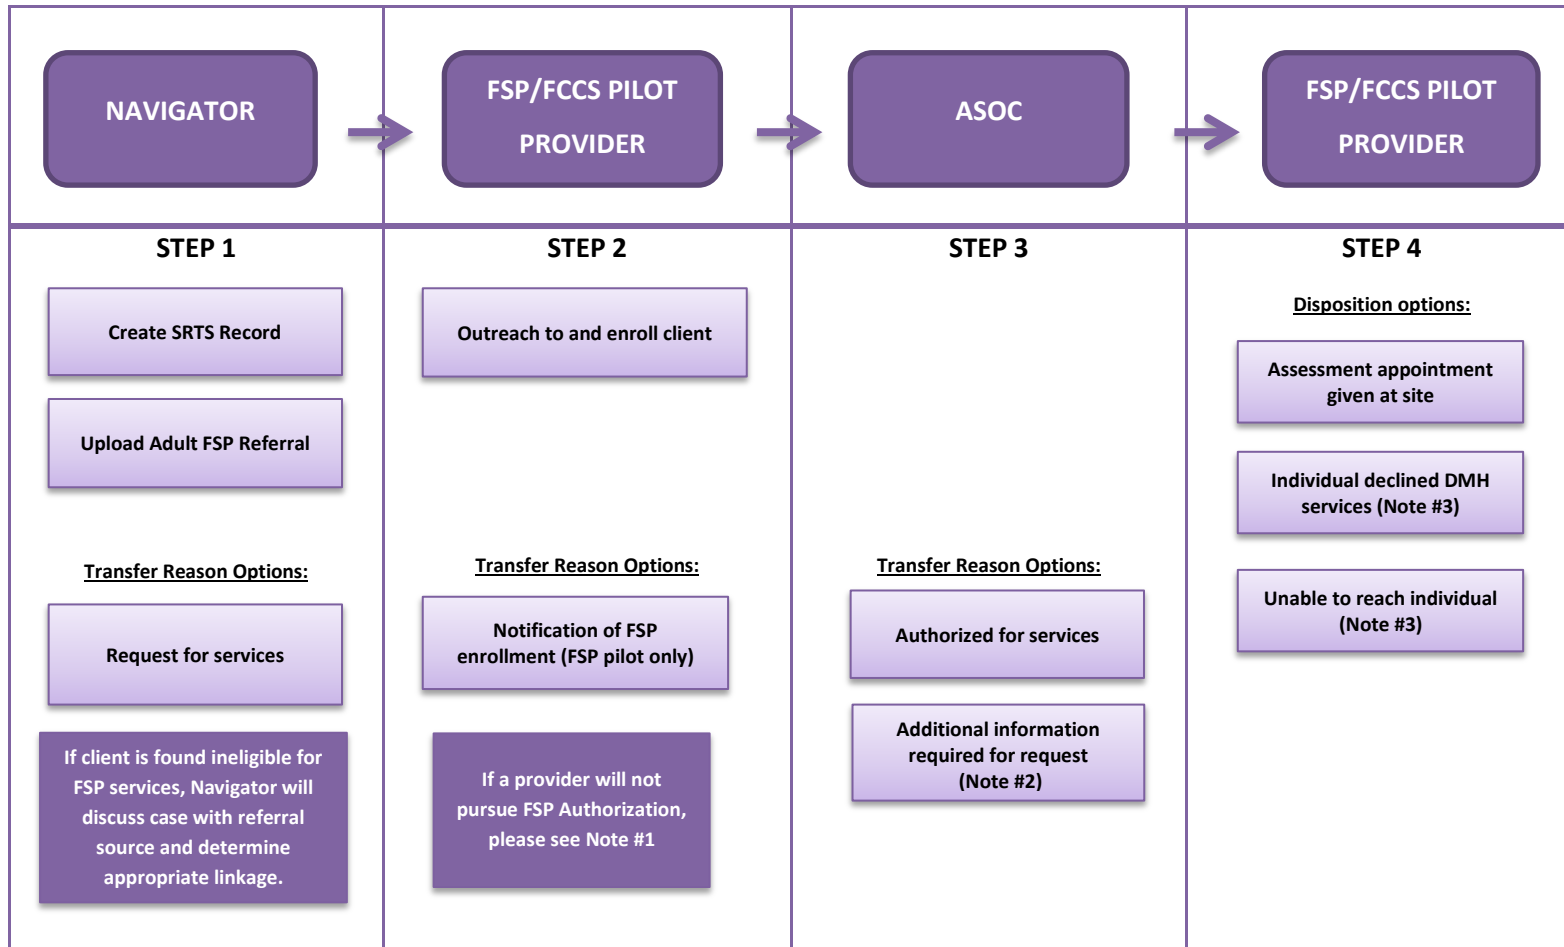 NAVIGATOR
FSP/FCCS PILOT
PROVIDER
ASOC
FSP/FCCS PILOT
PROVIDER
STEP 1
Create SRTS Record
Upload Adult FSP Referral
Transfer Reason Options:
Request for services
If client is found ineligible for
FSP services, Navigator will
discuss case with referral
source and determine
appropriate linkage.
STEP 2
Outreach to and enroll client
Transfer Reason Options:
Notification of FSP
enrollment (FSP pilot only)
If a provider will not
pursue FSP Authorization,
please see Note #1
STEP 3
Transfer Reason Options:
Authorized for services
Additional information
required for request
(Note #2)
STEP 4
Disposition options:
Assessment appointment
given at site
Individual declined DMH
services (Note #3)
Unable to reach individual
(Note #3)